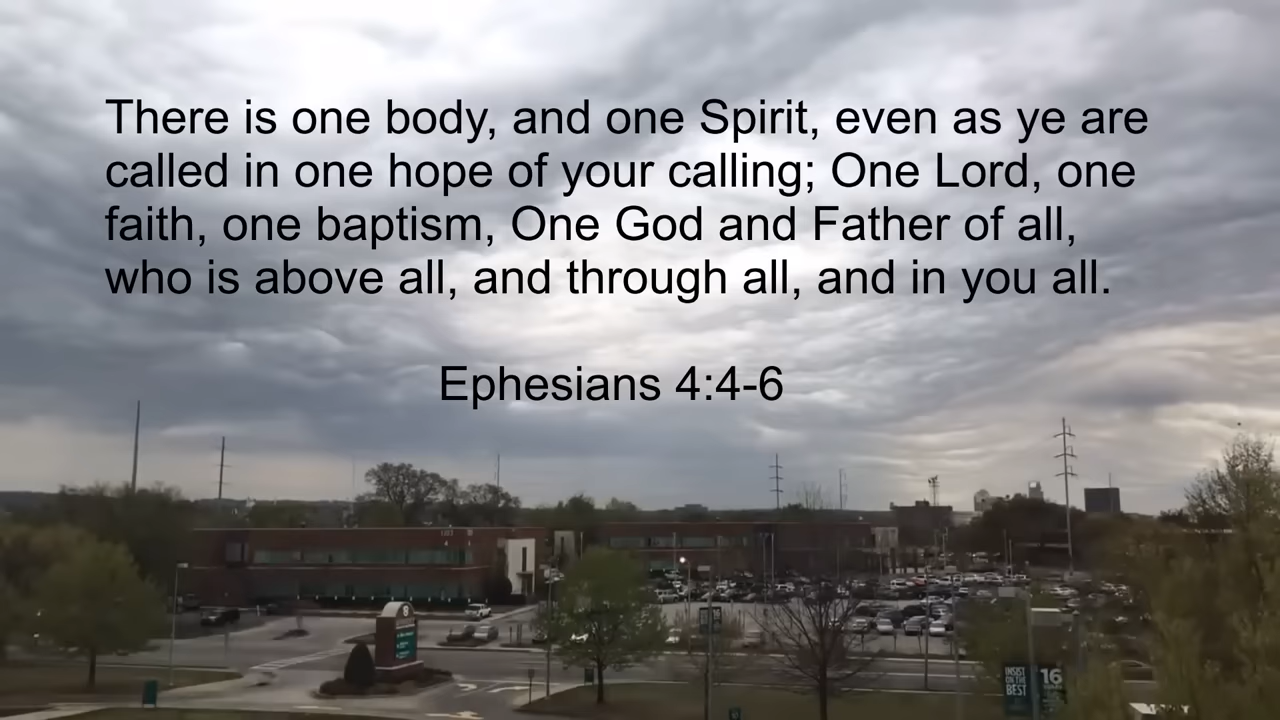 There is one body, and one Spirit, even as ye are
called in one hope of your calling; One Lord, one
faith, one baptism, One God and Father of all,
who is above all, and through all, and in you all.
Ephesians 4:4-6
INSIST
ON THE
BEST
16